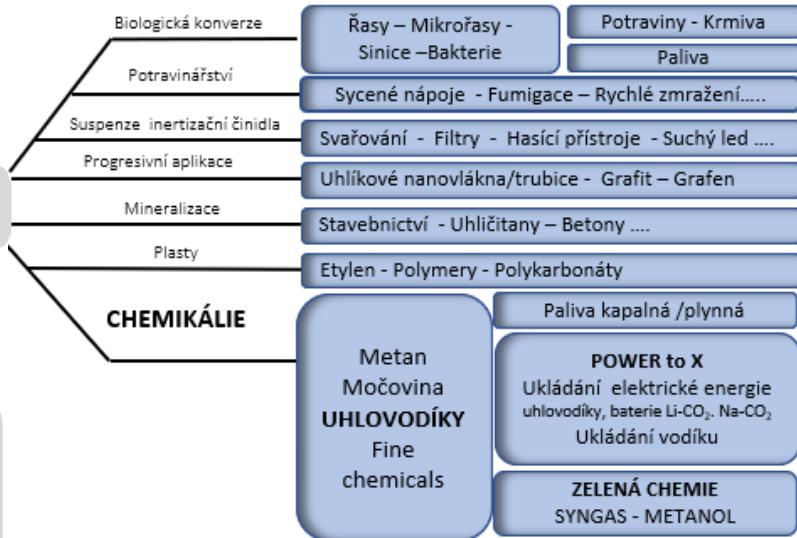 Biologická konverze
Řasy – Mikrořasy -
Sinice –Bakterie
Potraviny - Krmiva
Paliva
Potravinářství
Sycené nápoje - Fumigace – Rychlé zmražení.....
Suspenze inertizační činidla
Svařování - Filtry - Hasící přístroje - Suchý led ....
Progresivní aplikace
Uhlíkové nanovlákna/trubice - Grafit – Grafen
Mineralizace
Stavebnictví - Uhličitany – Betony ....
Plasty
Etylen - Polymery - Polykarbonáty
CHEMIKÁLIE
Metan
Močovina
UHLOVODÍKY
Fine
chemicals
Paliva kapalná /plynná
POWER to X
Ukládání elektrické energie
uhlovodíky, baterie Li-CO₂. Na-CO₂
Ukládání vodíku
ZELENÁ CHEMIE
SYNGAS - METANOL